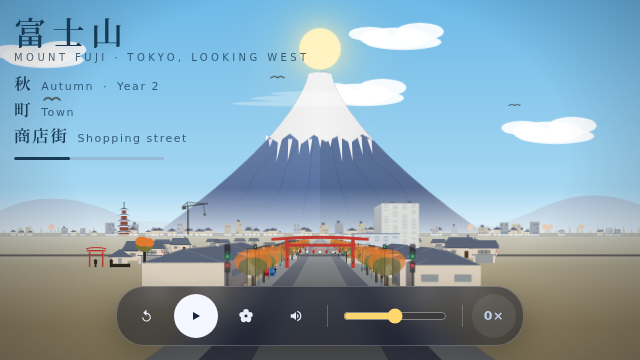 富士山
MOUNT FUJI · TOKYO, LOOKING WEST
秋 Autumn · Year 2
町 Town
商店街 Shopping street
0×